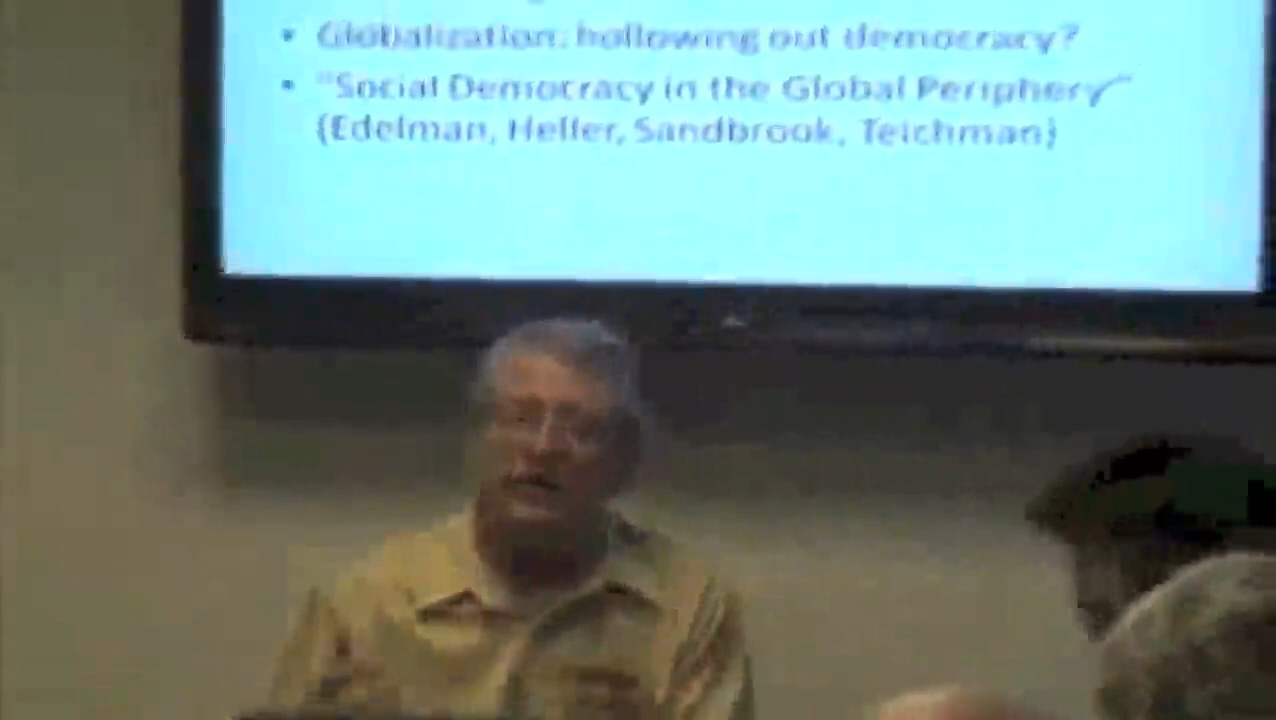 • Globalization: hollowing out democracy?
• "Social Democracy in the Global Periphery"
(Edelman, Heller, Sandbrook, Teichman)